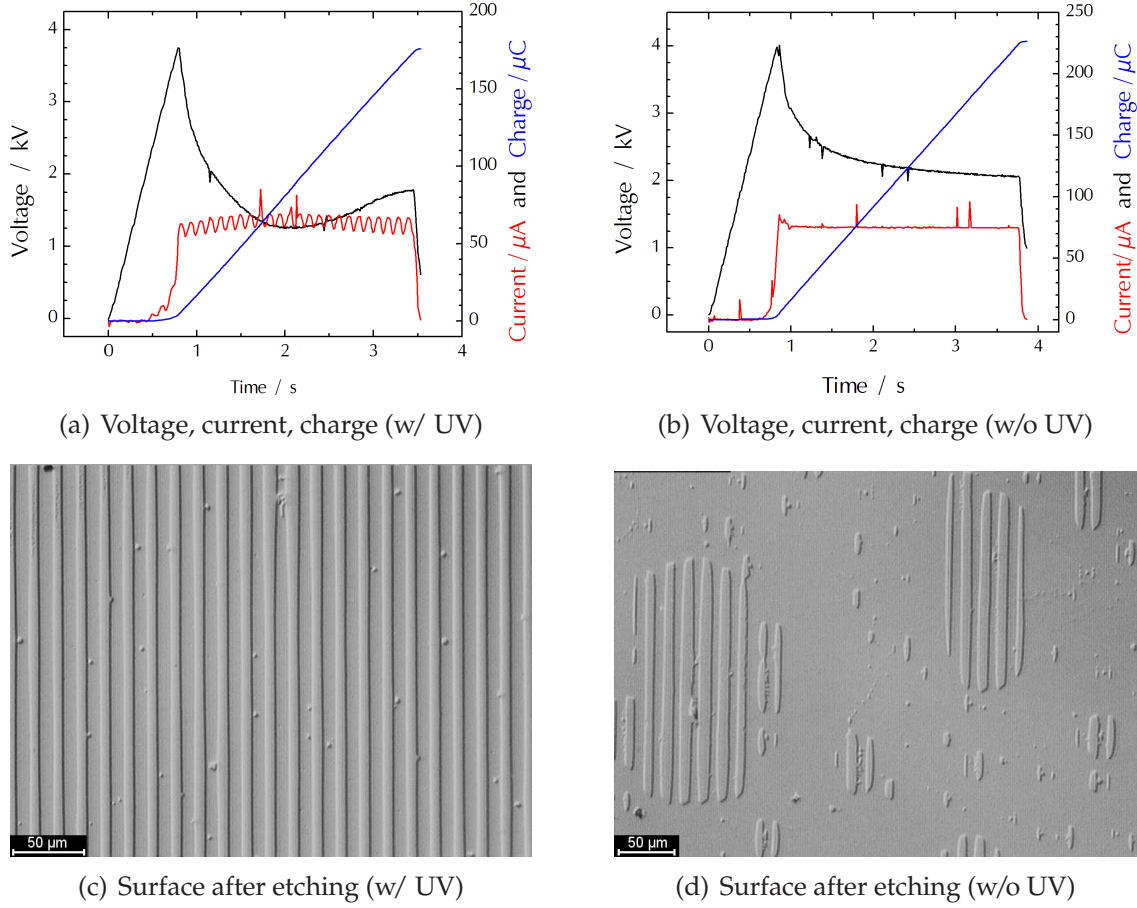 200
150
100
50
0
4
3
2
1
0
0
1
2
3
4
Voltage / kV
Current/µA and Charge/µC
Time / s
(a) Voltage, current, charge (w/ UV)
250
200
150
100
50
0
4
3
2
1
0
0
1
2
3
4
Voltage / kV
Current/µA and Charge /µC
Time / s
(b) Voltage, current, charge (w/o UV)
50 µm
(c) Surface after etching (w/ UV)
50 µm
(d) Surface after etching (w/o UV)